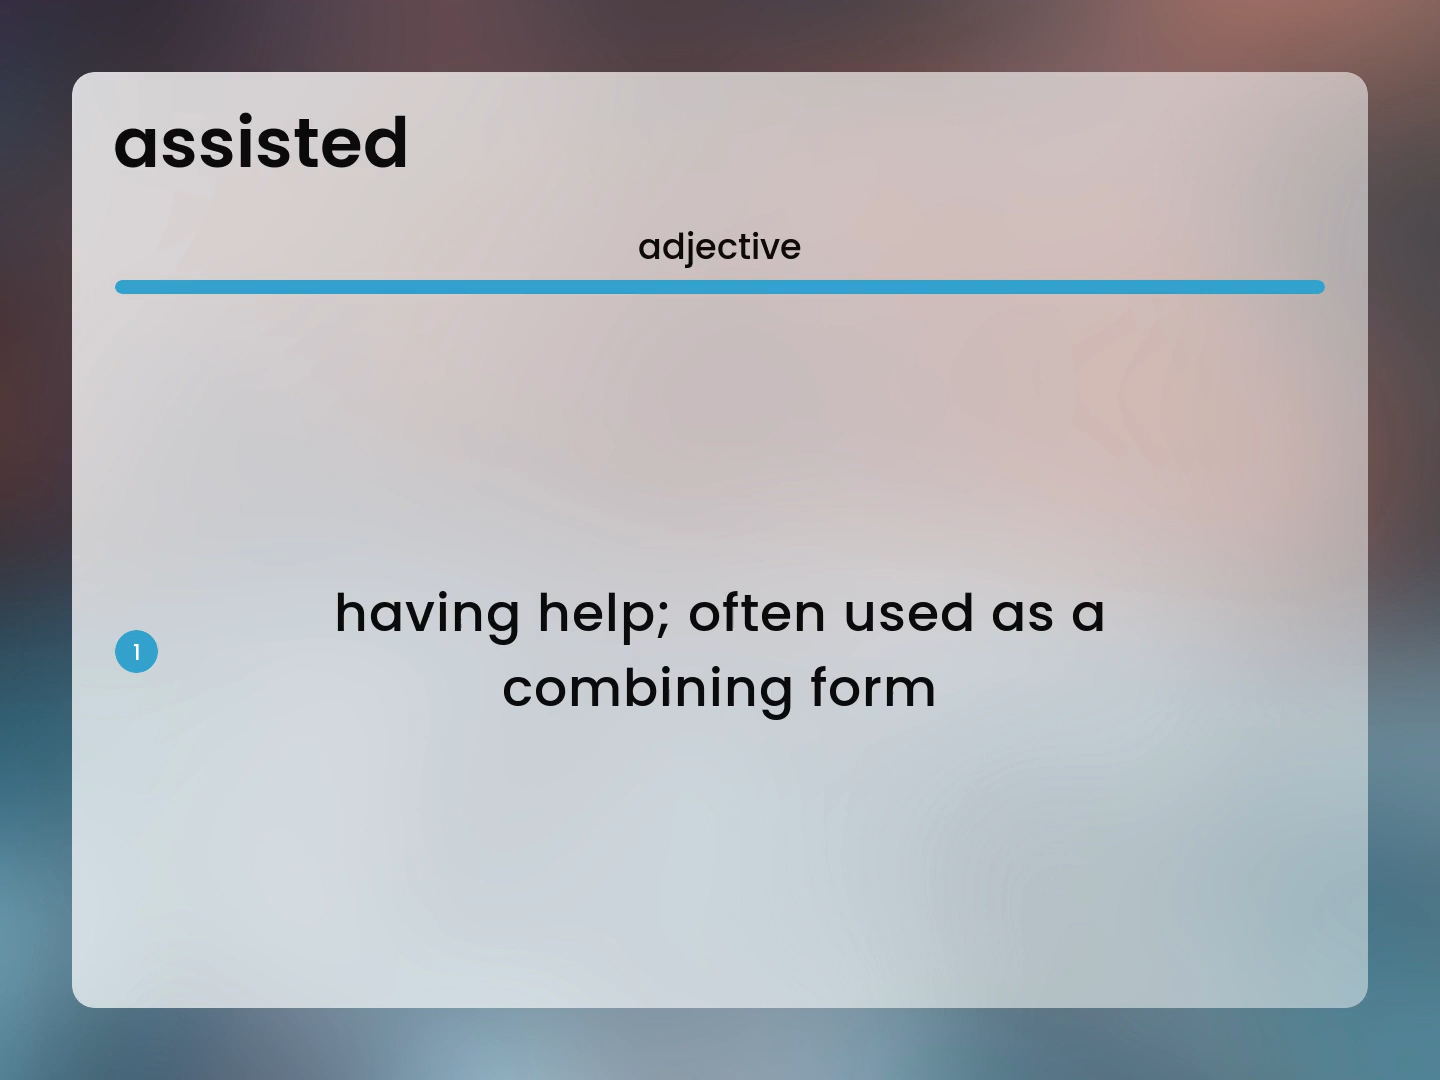 assisted
adjective
1
having help; often used as a
combining form